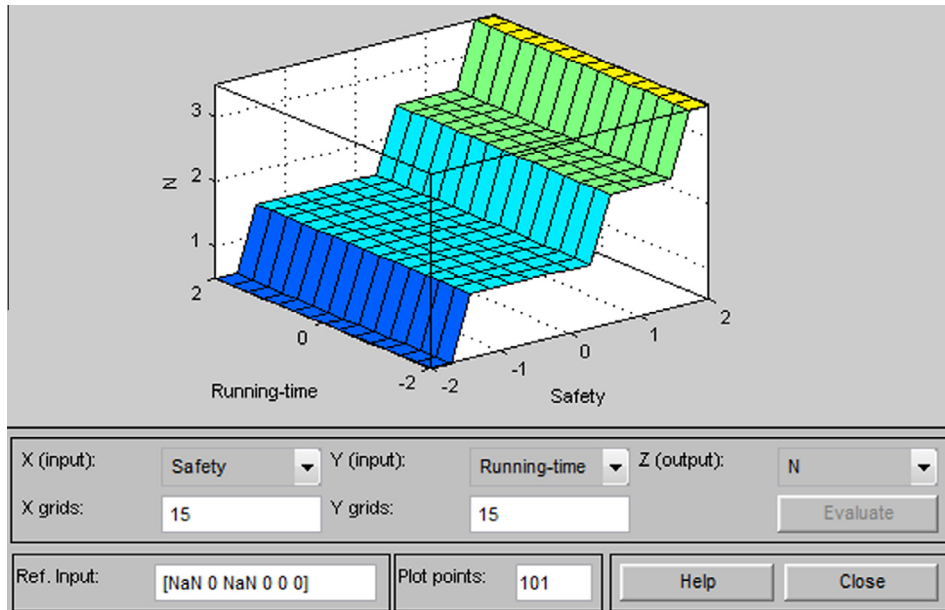 3
2
1
N
2
0
-2
-2
-1
0
1
2
Running-time
Safety
X (input):
Safety
Y (input):
Running-time
Z (output):
N
X grids:
15
Y grids:
15
Evaluate
Ref. Input:
[NaN 0 NaN 0 0 0]
Plot points:
101
Help
Close